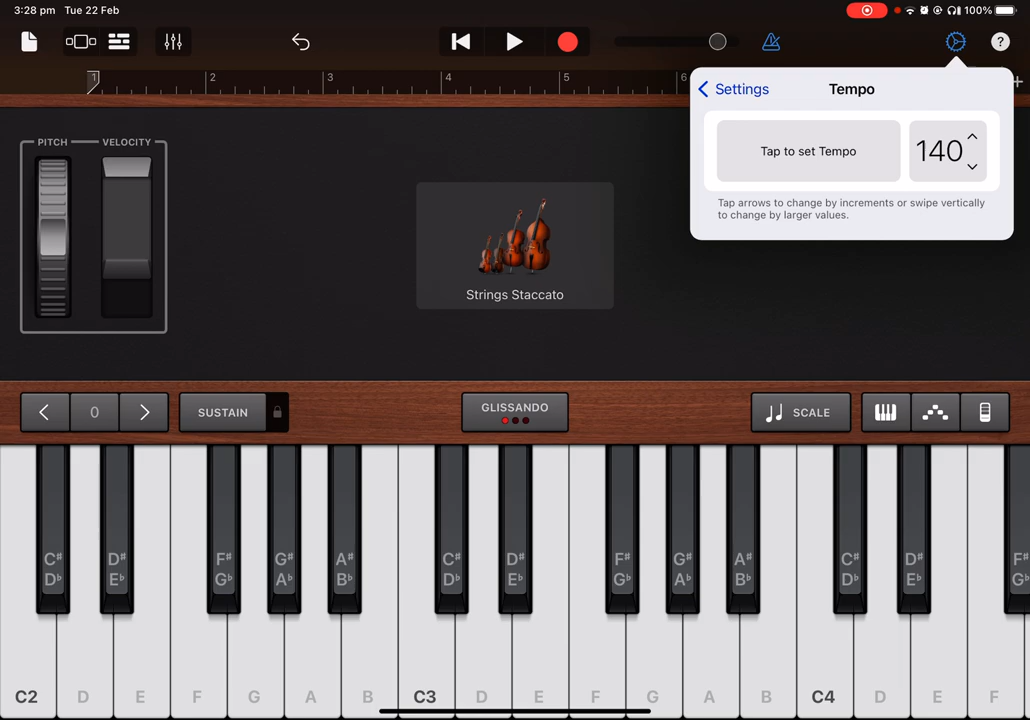 3:28 pm Tue 22 Feb
100%
?
1 2 3 4 5 6
+
Settings
Tempo
Tap to set Tempo
140
Tap arrows to change by increments or swipe vertically
to change by larger values.
PITCH VELOCITY
Strings Staccato
0
SUSTAIN
GLISSANDO
SCALE
C♯ D♯ F♯ G♯ A♯ C♯ D♯ F♯ G♯ A♯ C♯ D♯ F♯
D♭ E♭ G♭ A♭ B♭ D♭ E♭ G♭ A♭ B♭ D♭ E♭ G♭
C2 D E F G A B C3 D E F G A B C4 D E F